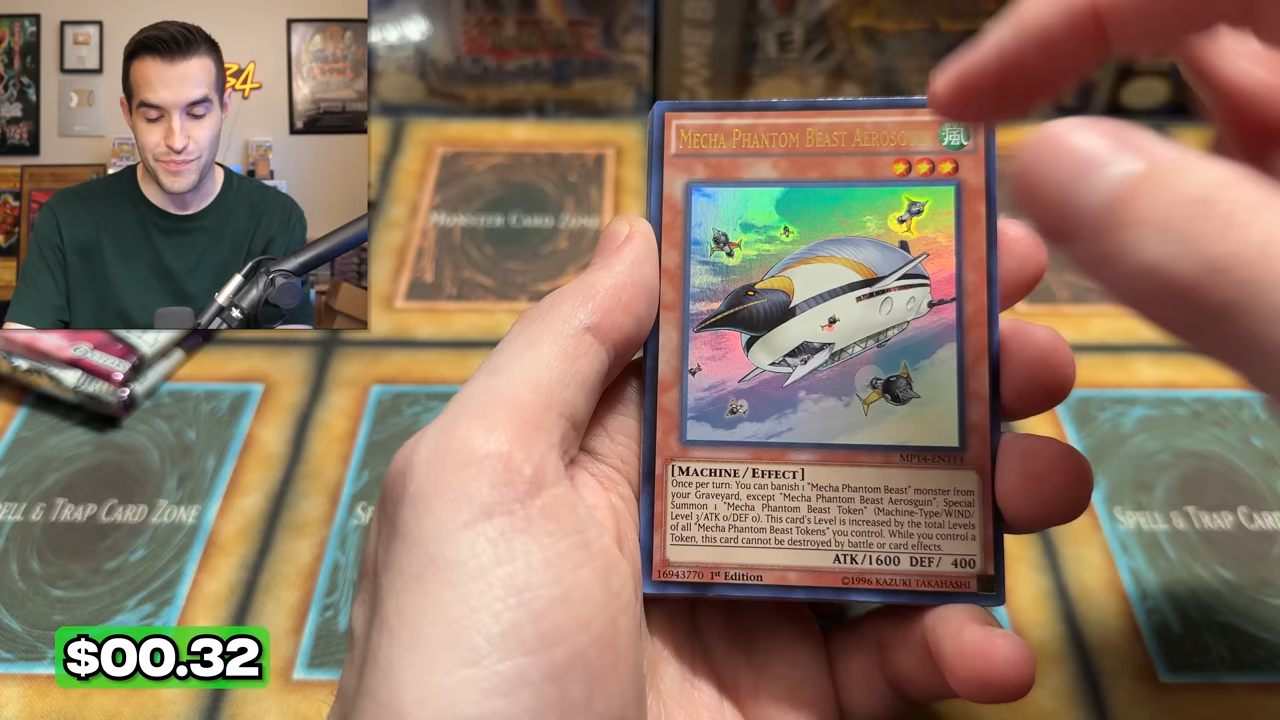 34
MONSTER CARD ZONE
MECHA PHANTOM BEAST
風
MP14-EN114
[MACHINE/EFFECT]
Once per turn: You can banish 1 "Mecha Phantom Beast" monster from
your Graveyard, except "Mecha Phantom Beast Aerosguin"; Special
Summon 1 "Mecha Phantom Beast Token" (Machine-Type/WIND/
Level 3/ATK 0/DEF 0). This card's Level is increased by the total Levels
of all "Mecha Phantom Beast Tokens" you control. While you control a
Token, this card cannot be destroyed by battle or card effects.
ATK/1600 DEF/ 400
16943770 1st Edition
©1996 KAZUKI TAKAHASHI
SPELL & TRAP CARD ZONE
SPELL & TRAP CARD
$00.32